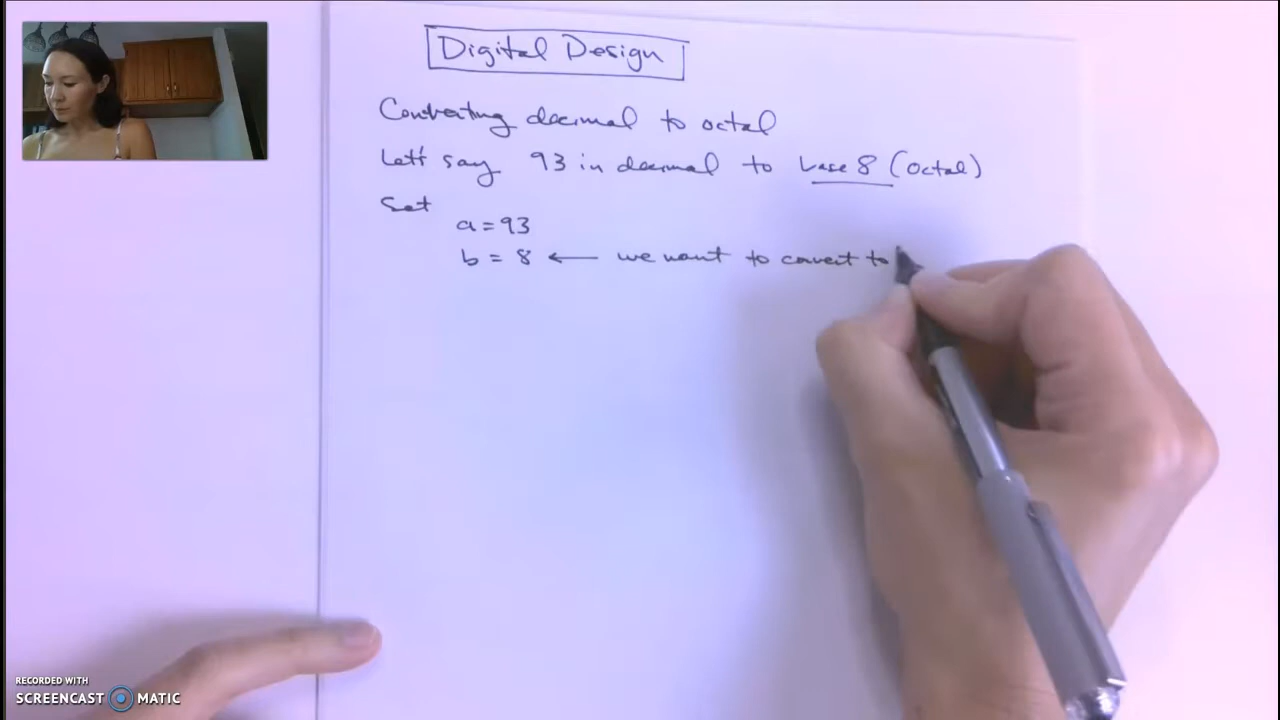 Digital Design
Converting decimal to octal
Let's say 93 in decimal to base 8 (octal)
Set
a = 93
b = 8 ← we want to convert to
RECORDED WITH
SCREENCAST MATIC